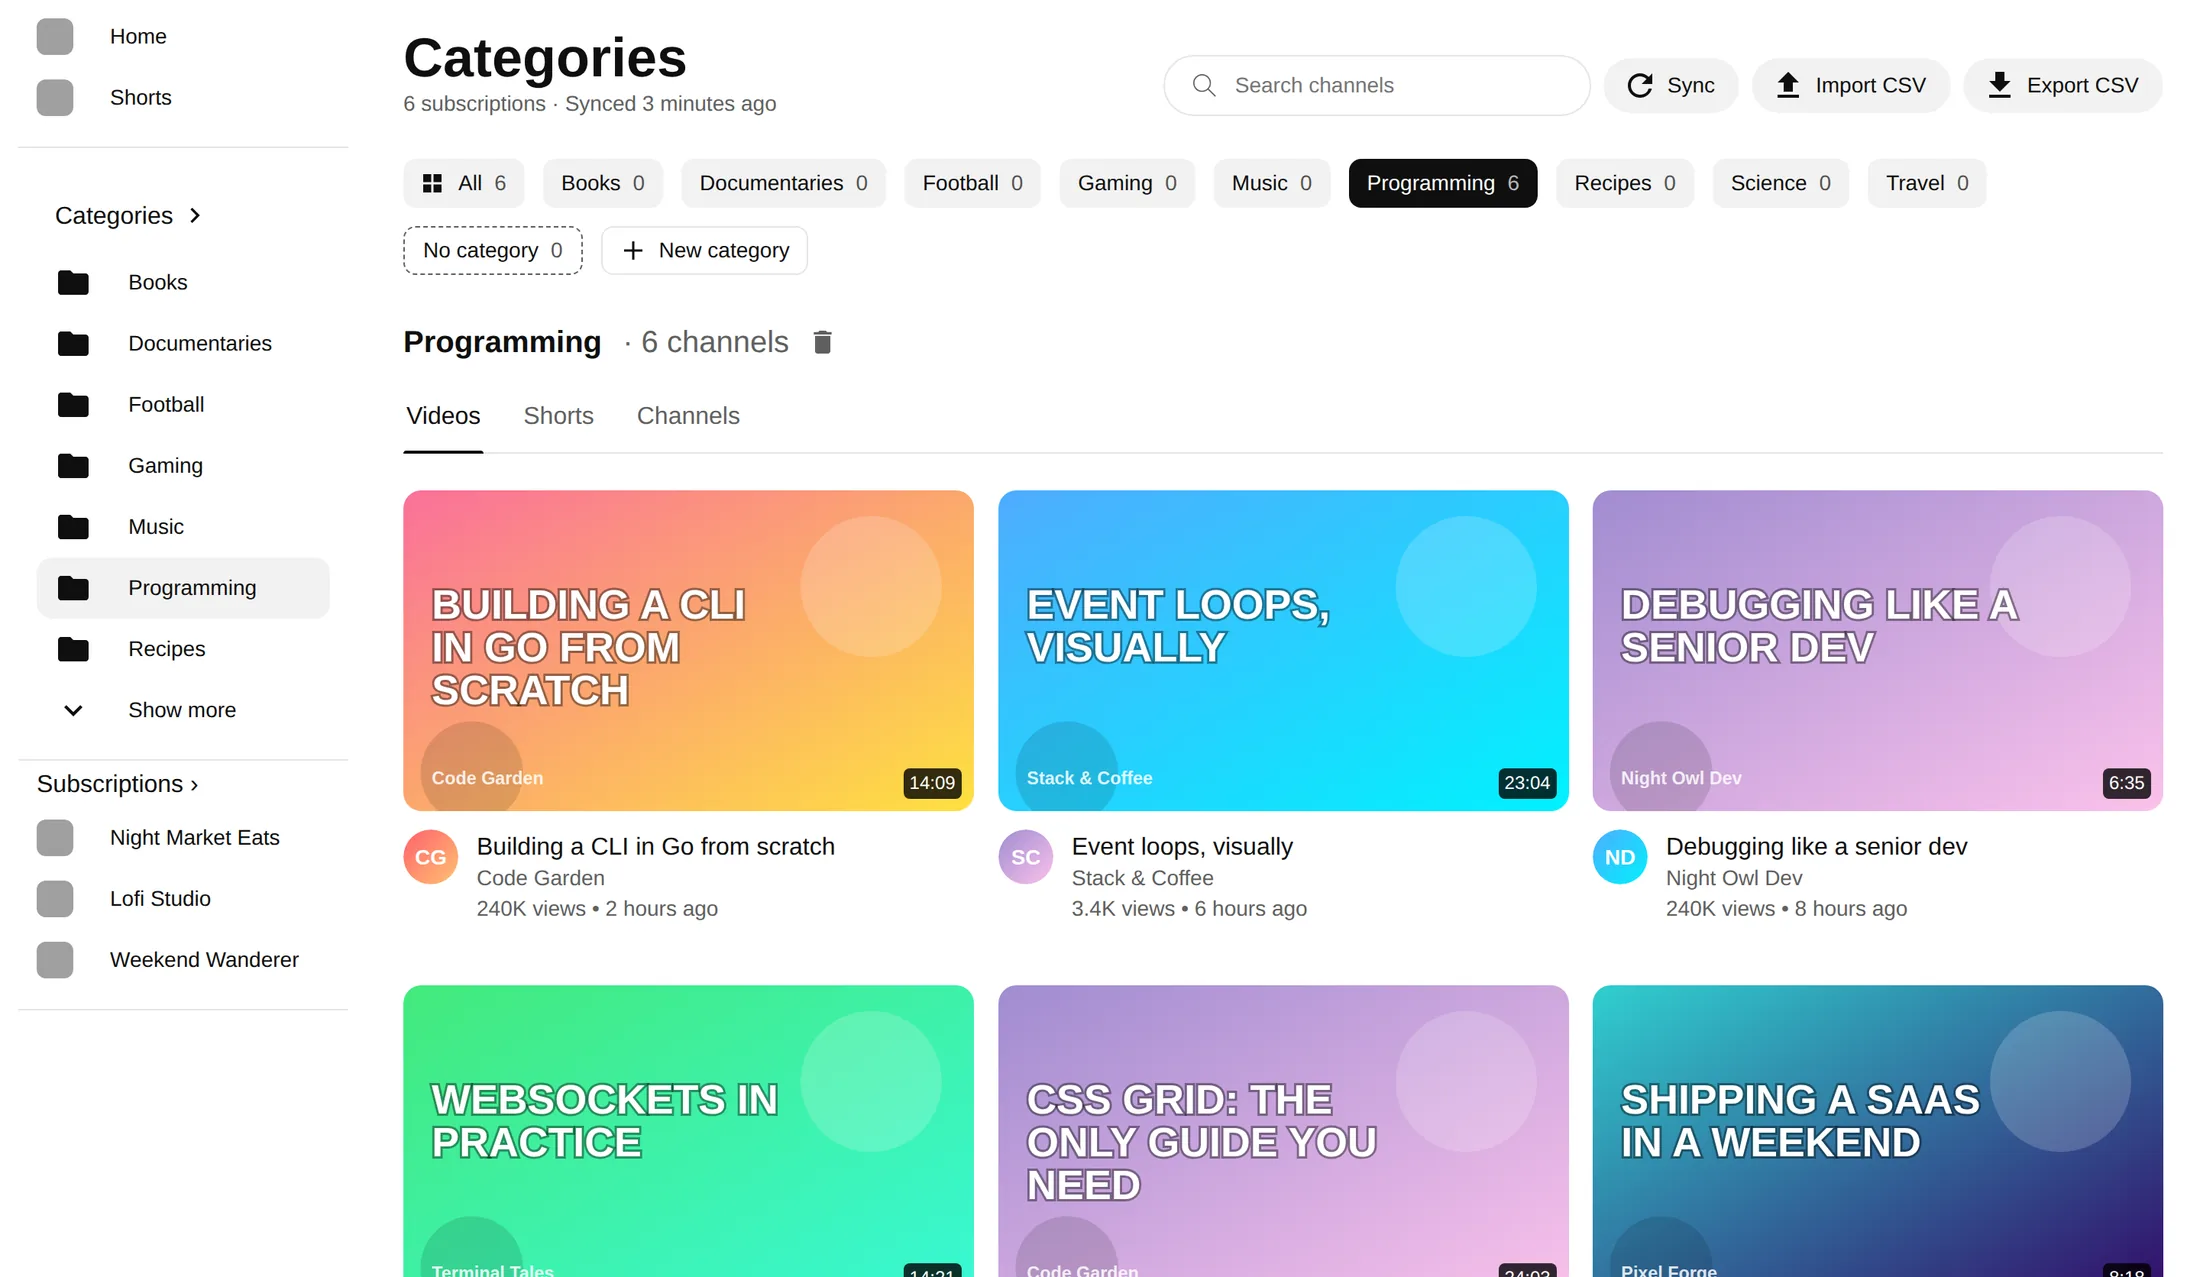 Home
Shorts
Categories
Books
Documentaries
Football
Gaming
Music
Programming
Recipes
Show more
Subscriptions ›
Night Market Eats
Lofi Studio
Weekend Wanderer
Categories
6 subscriptions · Synced 3 minutes ago
Search channels
Sync
Import CSV
Export CSV
All 6
Books 0
Documentaries 0
Football 0
Gaming 0
Music 0
Programming 6
Recipes 0
Science 0
Travel 0
No category 0
New category
Programming · 6 channels
Videos
Shorts
Channels
BUILDING A CLI
IN GO FROM
SCRATCH
Code Garden
14:09
CG
Building a CLI in Go from scratch
Code Garden
240K views • 2 hours ago
EVENT LOOPS,
VISUALLY
Stack & Coffee
23:04
SC
Event loops, visually
Stack & Coffee
3.4K views • 6 hours ago
DEBUGGING LIKE A
SENIOR DEV
Night Owl Dev
6:35
ND
Debugging like a senior dev
Night Owl Dev
240K views • 8 hours ago
WEBSOCKETS IN
PRACTICE
Terminal Tales
14:21
CSS GRID: THE
ONLY GUIDE YOU
NEED
Code Garden
24:03
SHIPPING A SAAS
IN A WEEKEND
Pixel Forge
8:18